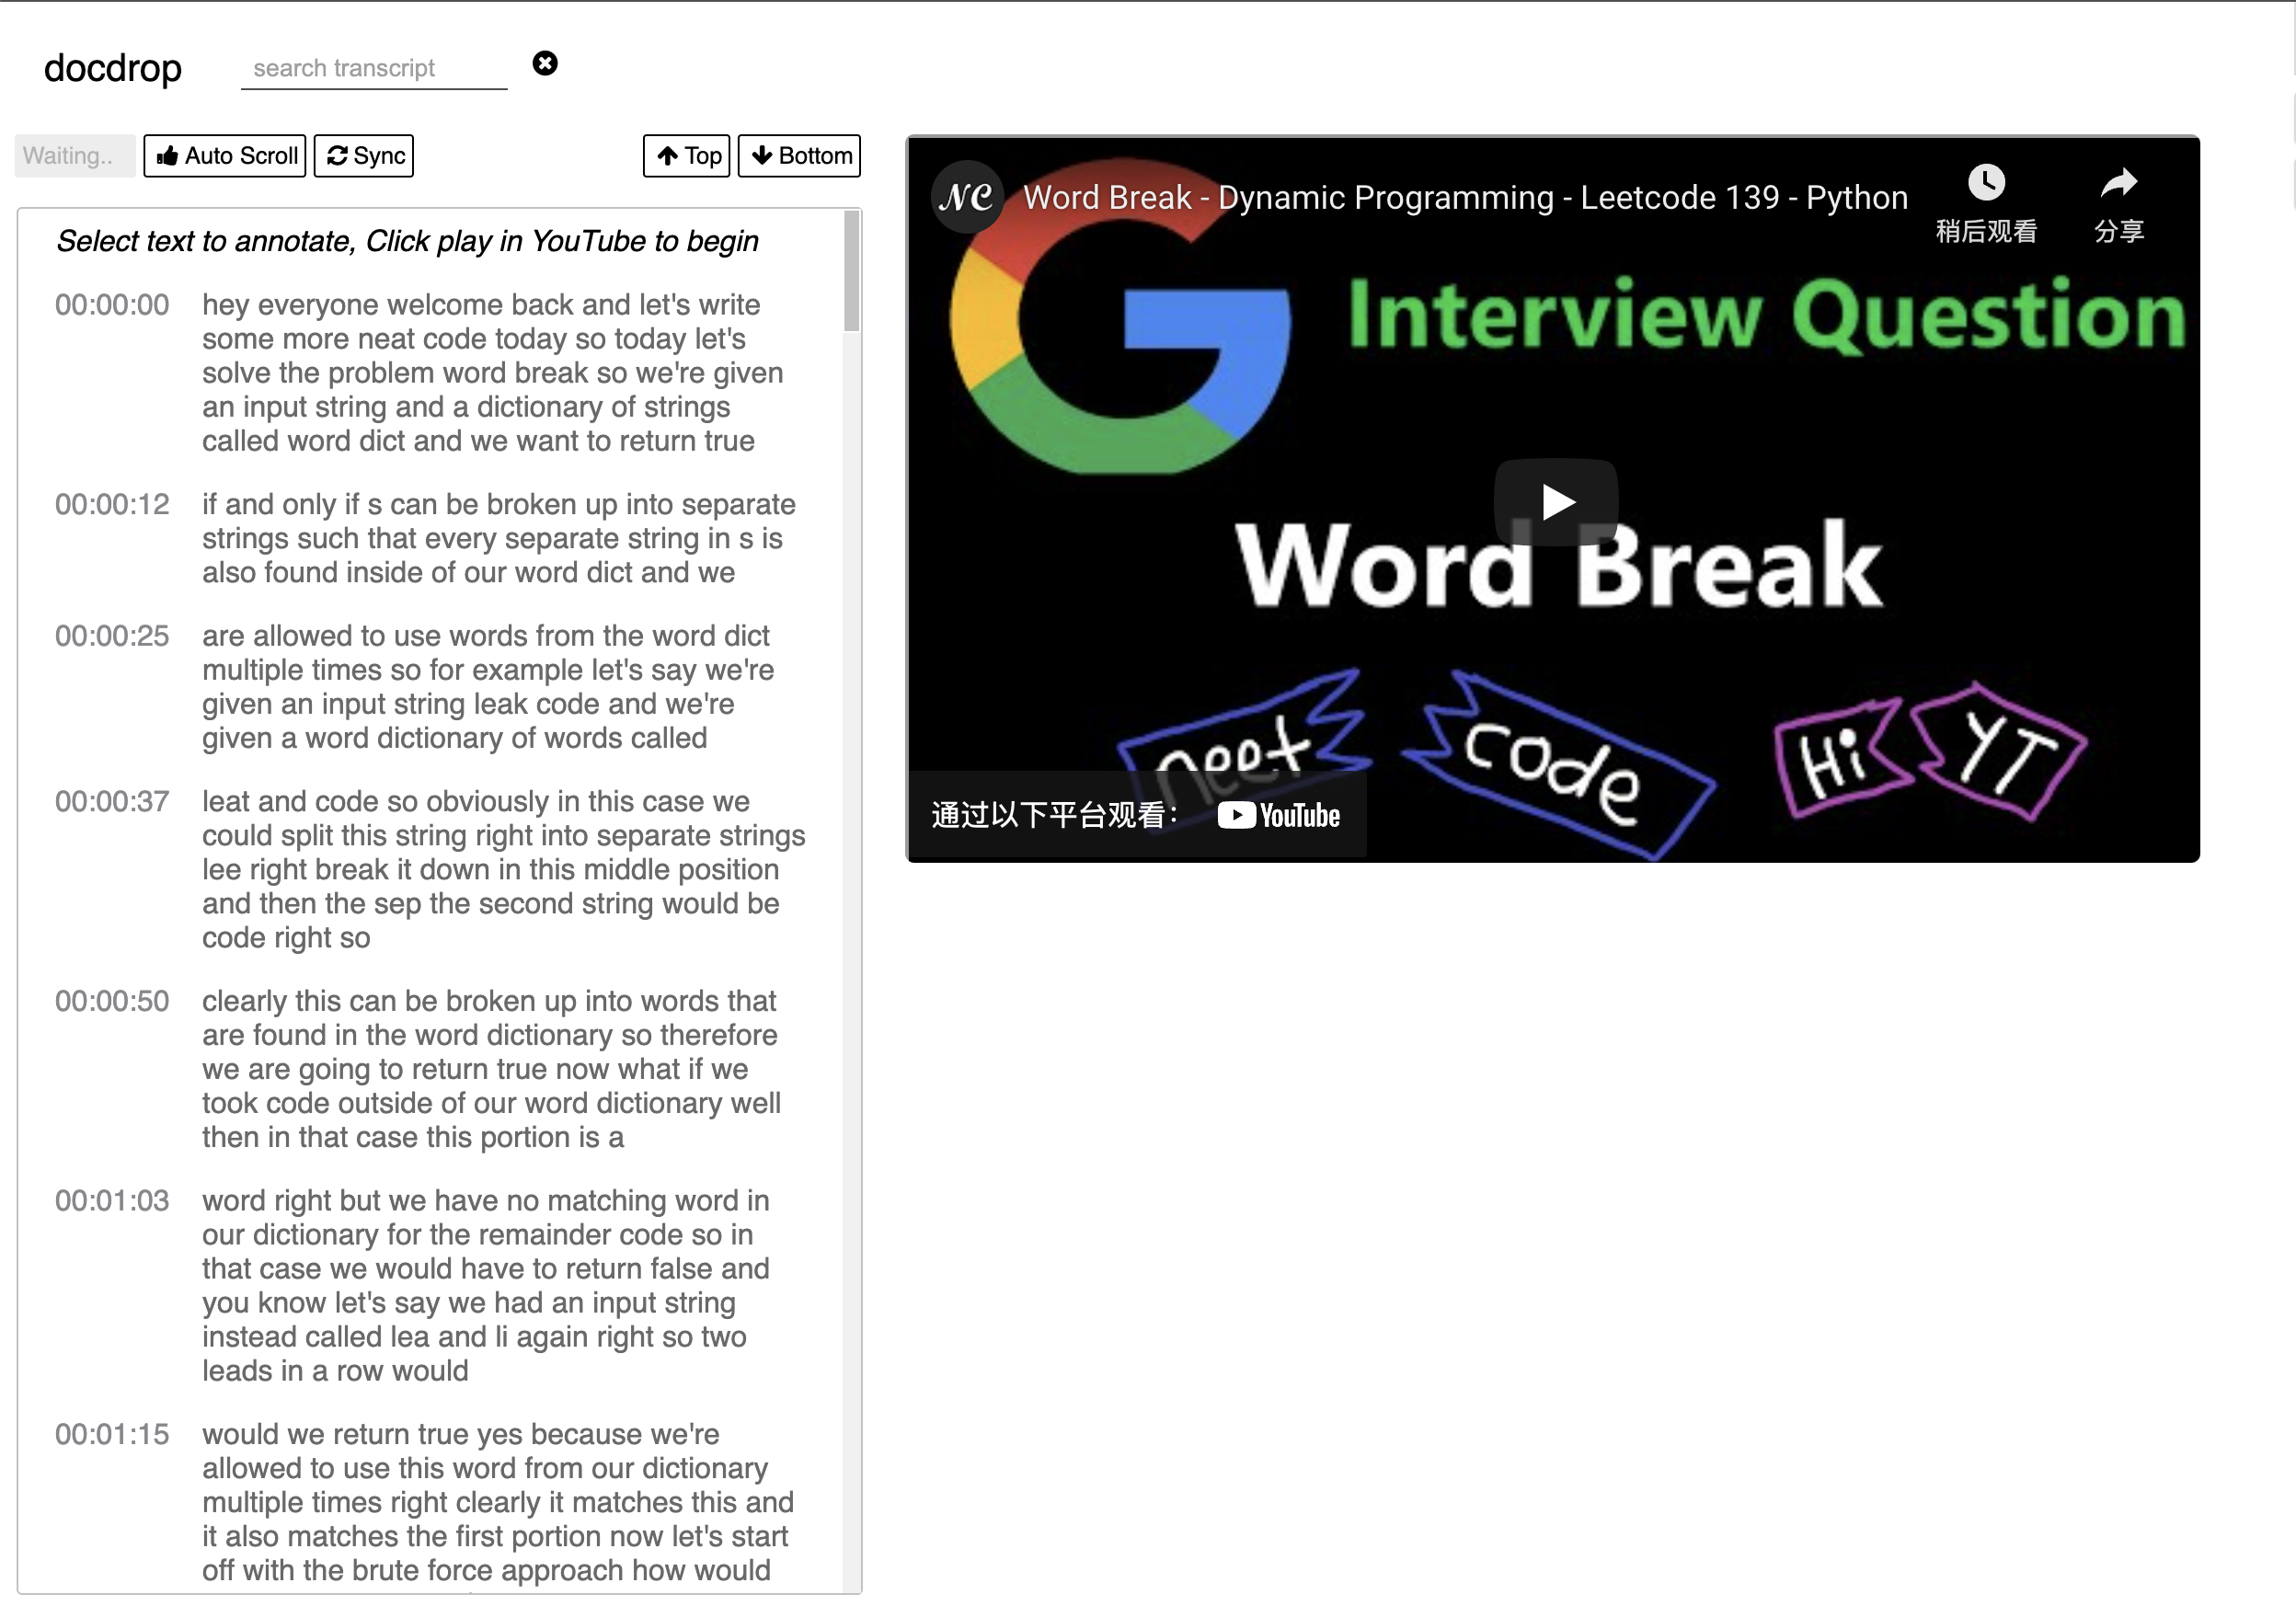 docdrop
search transcript
Waiting..
Auto Scroll
Sync
Top
Bottom
Select text to annotate, Click play in YouTube to begin
00:00:00
hey everyone welcome back and let's write
some more neat code today so today let's
solve the problem word break so we're given
an input string and a dictionary of strings
called word dict and we want to return true
00:00:12
if and only if s can be broken up into separate
strings such that every separate string in s is
also found inside of our word dict and we
00:00:25
are allowed to use words from the word dict
multiple times so for example let's say we're
given an input string leak code and we're
given a word dictionary of words called
00:00:37
leat and code so obviously in this case we
could split this string right into separate strings
lee right break it down in this middle position
and then the sep the second string would be
code right so
00:00:50
clearly this can be broken up into words that
are found in the word dictionary so therefore
we are going to return true now what if we
took code outside of our word dictionary well
then in that case this portion is a
00:01:03
word right but we have no matching word in
our dictionary for the remainder code so in
that case we would have to return false and
you know let's say we had an input string
instead called lea and li again right so two
leads in a row would
00:01:15
would we return true yes because we're
allowed to use this word from our dictionary
multiple times right clearly it matches this and
it also matches the first portion now let's start
off with the brute force approach how would
NC
Word Break - Dynamic Programming - Leetcode 139 - Python
稍后观看
分享
G
Interview Question
Word Break
neet
code
Hi
YT
通过以下平台观看：
YouTube